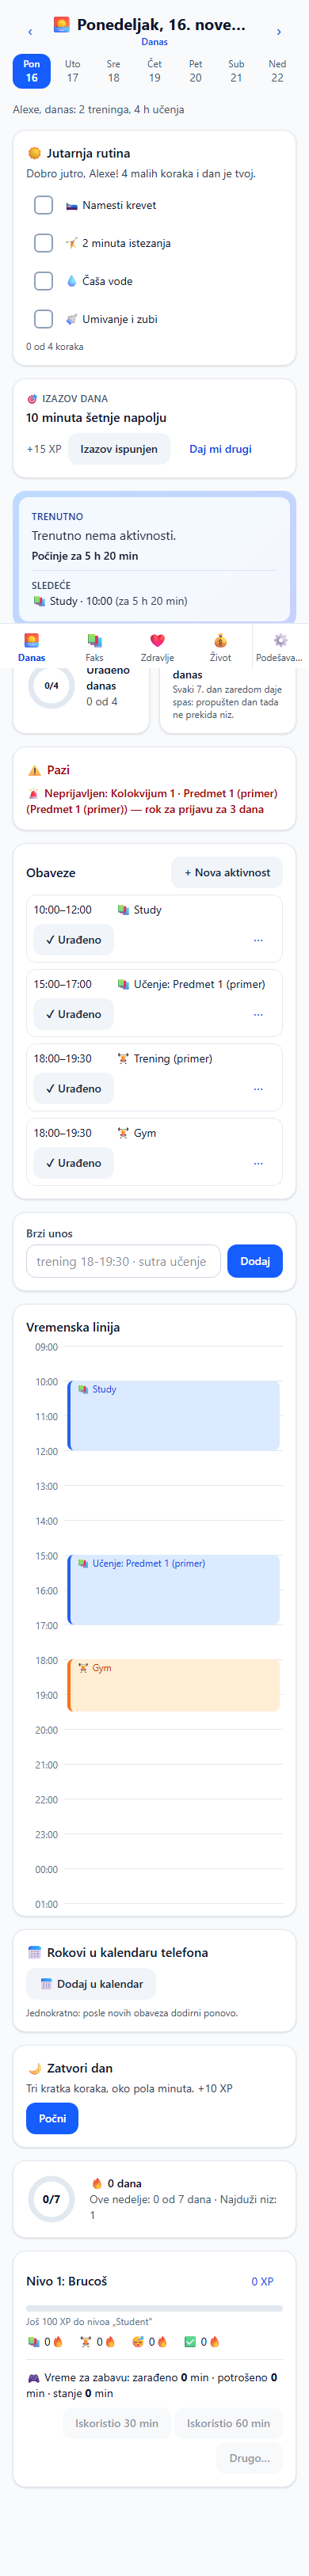 ‹ 🌅 Ponedeljak, 16. nove... ›
Danas
Pon Uto Sre Čet Pet Sub Ned
16 17 18 19 20 21 22
Alexe, danas: 2 treninga, 4 h učenja
🌞 Jutarnja rutina
Dobro jutro, Alexe! 4 malih koraka i dan je tvoj.
🛏️ Namesti krevet
🤸 2 minuta istezanja
💧 Čaša vode
🪥 Umivanje i zubi
0 od 4 koraka
🎯 IZAZOV DANA
10 minuta šetnje napolju
+15 XP Izazov ispunjen Daj mi drugi
TRENUTNO
Trenutno nema aktivnosti.
Počinje za 5 h 20 min
SLEDEĆE
📚 Study · 10:00 (za 5 h 20 min)
Danas Faks Zdravlje Život Podešava...
0/4
Urađeno
danas
0 od 4
danas
Svaki 7. dan zaredom daje
spas: propušten dan tada
ne prekida niz.
⚠️ Pazi
🚨 Neprijavljen: Kolokvijum 1 · Predmet 1 (primer)
(Predmet 1 (primer)) — rok za prijavu za 3 dana
Obaveze + Nova aktivnost
10:00–12:00 📚 Study
✓ Urađeno ...
15:00–17:00 📚 Učenje: Predmet 1 (primer)
✓ Urađeno ...
18:00–19:30 🏋️ Trening (primer)
✓ Urađeno ...
18:00–19:30 🏋️ Gym
✓ Urađeno ...
Brzi unos
trening 18-19:30 · sutra učenje Dodaj
Vremenska linija
09:00
10:00
📚 Study
11:00
12:00
13:00
14:00
15:00
📚 Učenje: Predmet 1 (primer)
16:00
17:00
18:00
🏋️ Gym
19:00
20:00
21:00
22:00
23:00
00:00
01:00
🗓️ Rokovi u kalendaru telefona
🗓️ Dodaj u kalendar
Jednokratno: posle novih obaveza dodirni ponovo.
🌙 Zatvori dan
Tri kratka koraka, oko pola minuta. +10 XP
Počni
0/7
🔥 0 dana
Ove nedelje: 0 od 7 dana · Najduži niz:
1
Nivo 1: Brucoš 0 XP
Još 100 XP do nivoa „Student“
📚 0🔥 🏋️ 0🔥 😴 0🔥 ✅ 0🔥
🎮 Vreme za zabavu: zarađeno 0 min · potrošeno 0
min · stanje 0 min
Iskoristio 30 min Iskoristio 60 min
Drugo...